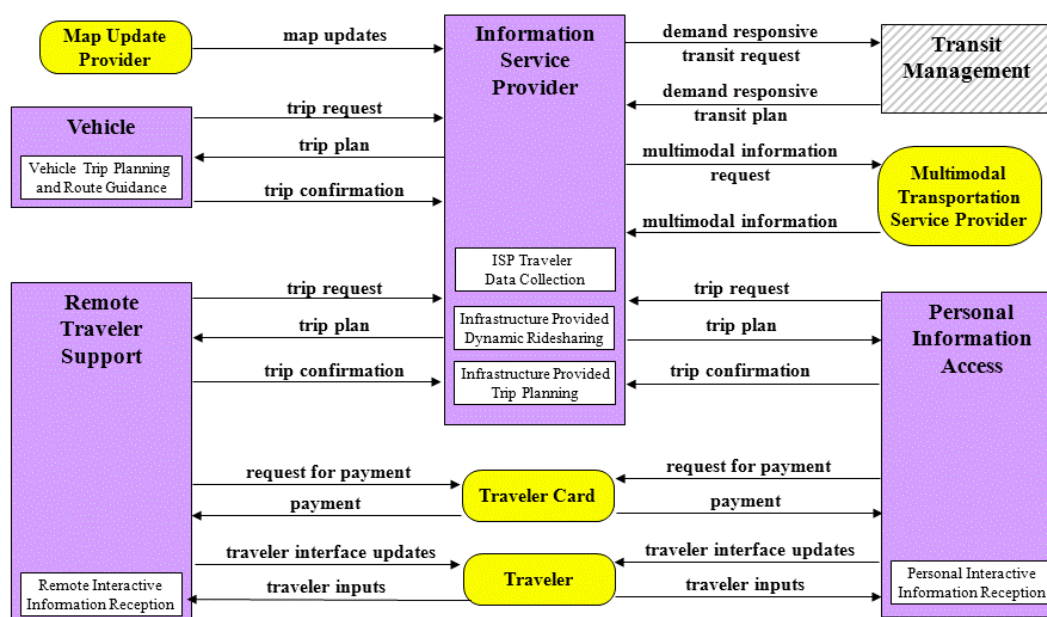 Map Update
Provider
map updates
Information
Service
Provider
demand responsive
transit request
Transit
Management
demand responsive
transit plan
Vehicle
Vehicle Trip Planning
and Route Guidance
trip request
trip plan
trip confirmation
multimodal information
request
multimodal information
Multimodal
Transportation
Service Provider
ISP Traveler
Data Collection
Infrastructure Provided
Dynamic Ridesharing
Infrastructure Provided
Trip Planning
Remote
Traveler
Support
trip request
trip plan
trip confirmation
trip request
trip plan
trip confirmation
Personal
Information
Access
request for payment
payment
Traveler Card
request for payment
payment
traveler interface updates
traveler inputs
Traveler
traveler interface updates
traveler inputs
Remote Interactive
Information Reception
Personal Interactive
Information Reception